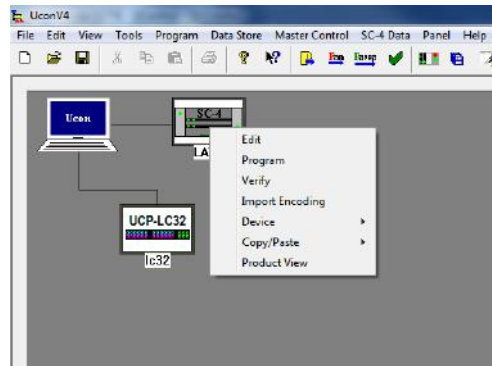 UconV4
File Edit View Tools Program Data Store Master Control SC-4 Data Panel Help
Ucon
SC-4
LA
Edit
Program
Verify
Import Encoding
Device
Copy/Paste
Product View
UCP-LC32
lc32